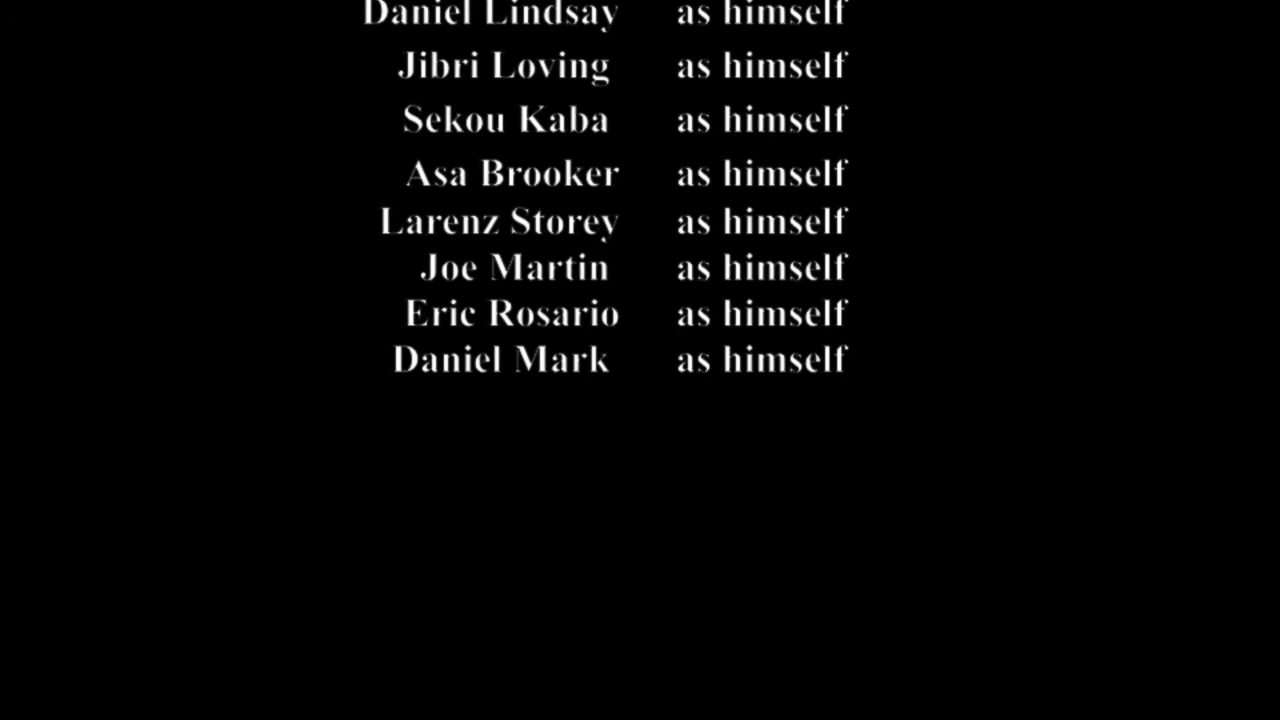 Daniel Lindsay as himself
Jibri Loving as himself
Sekou Kaba as himself
Asa Brooker as himself
Larenz Storey as himself
Joe Martin as himself
Eric Rosario as himself
Daniel Mark as himself